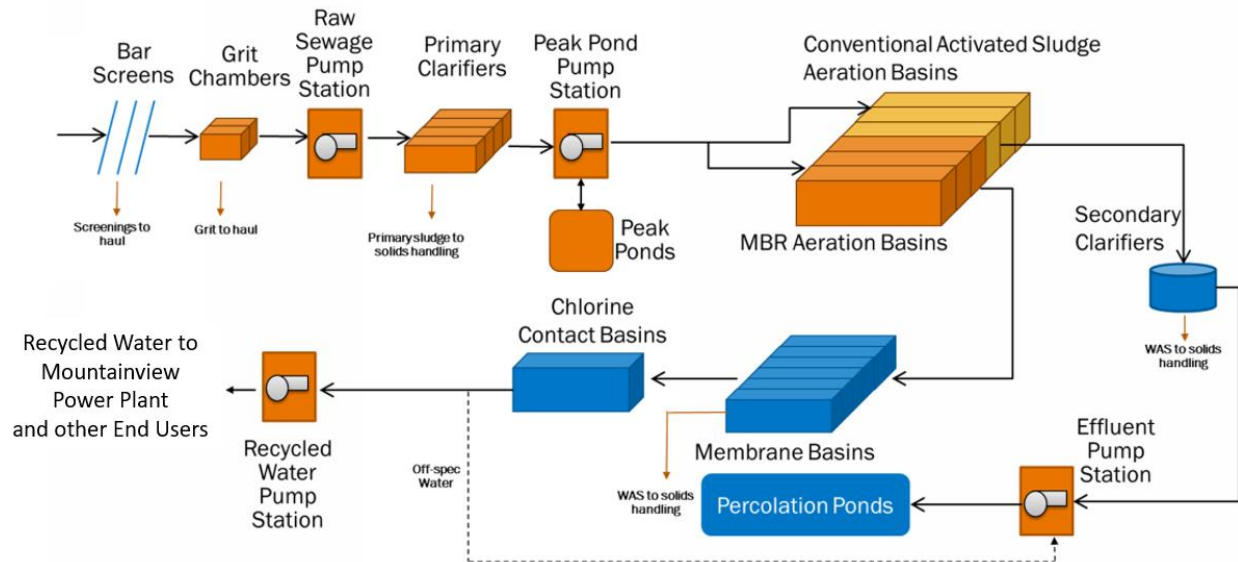 Bar
Screens
Grit
Chambers
Raw
Sewage
Pump
Station
Primary
Clarifiers
Peak Pond
Pump
Station
Conventional Activated Sludge
Aeration Basins
Screenings to
haul
Grit to haul
Primary sludge to
solids handling
Peak
Ponds
MBR Aeration Basins
Secondary
Clarifiers
WAS to solids
handling
Recycled Water to
Mountainview
Power Plant
and other End Users
Recycled
Water
Pump
Station
Chlorine
Contact Basins
Off-spec
Water
Membrane Basins
WAS to solids
handling
Percolation Ponds
Effluent
Pump
Station